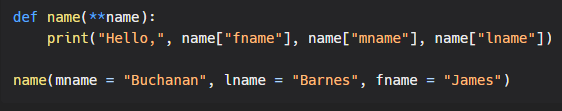 def name(**name):
    print("Hello,", name["fname"], name["mname"], name["lname"])
name(mname = "Buchanan", lname = "Barnes", fname = "James")